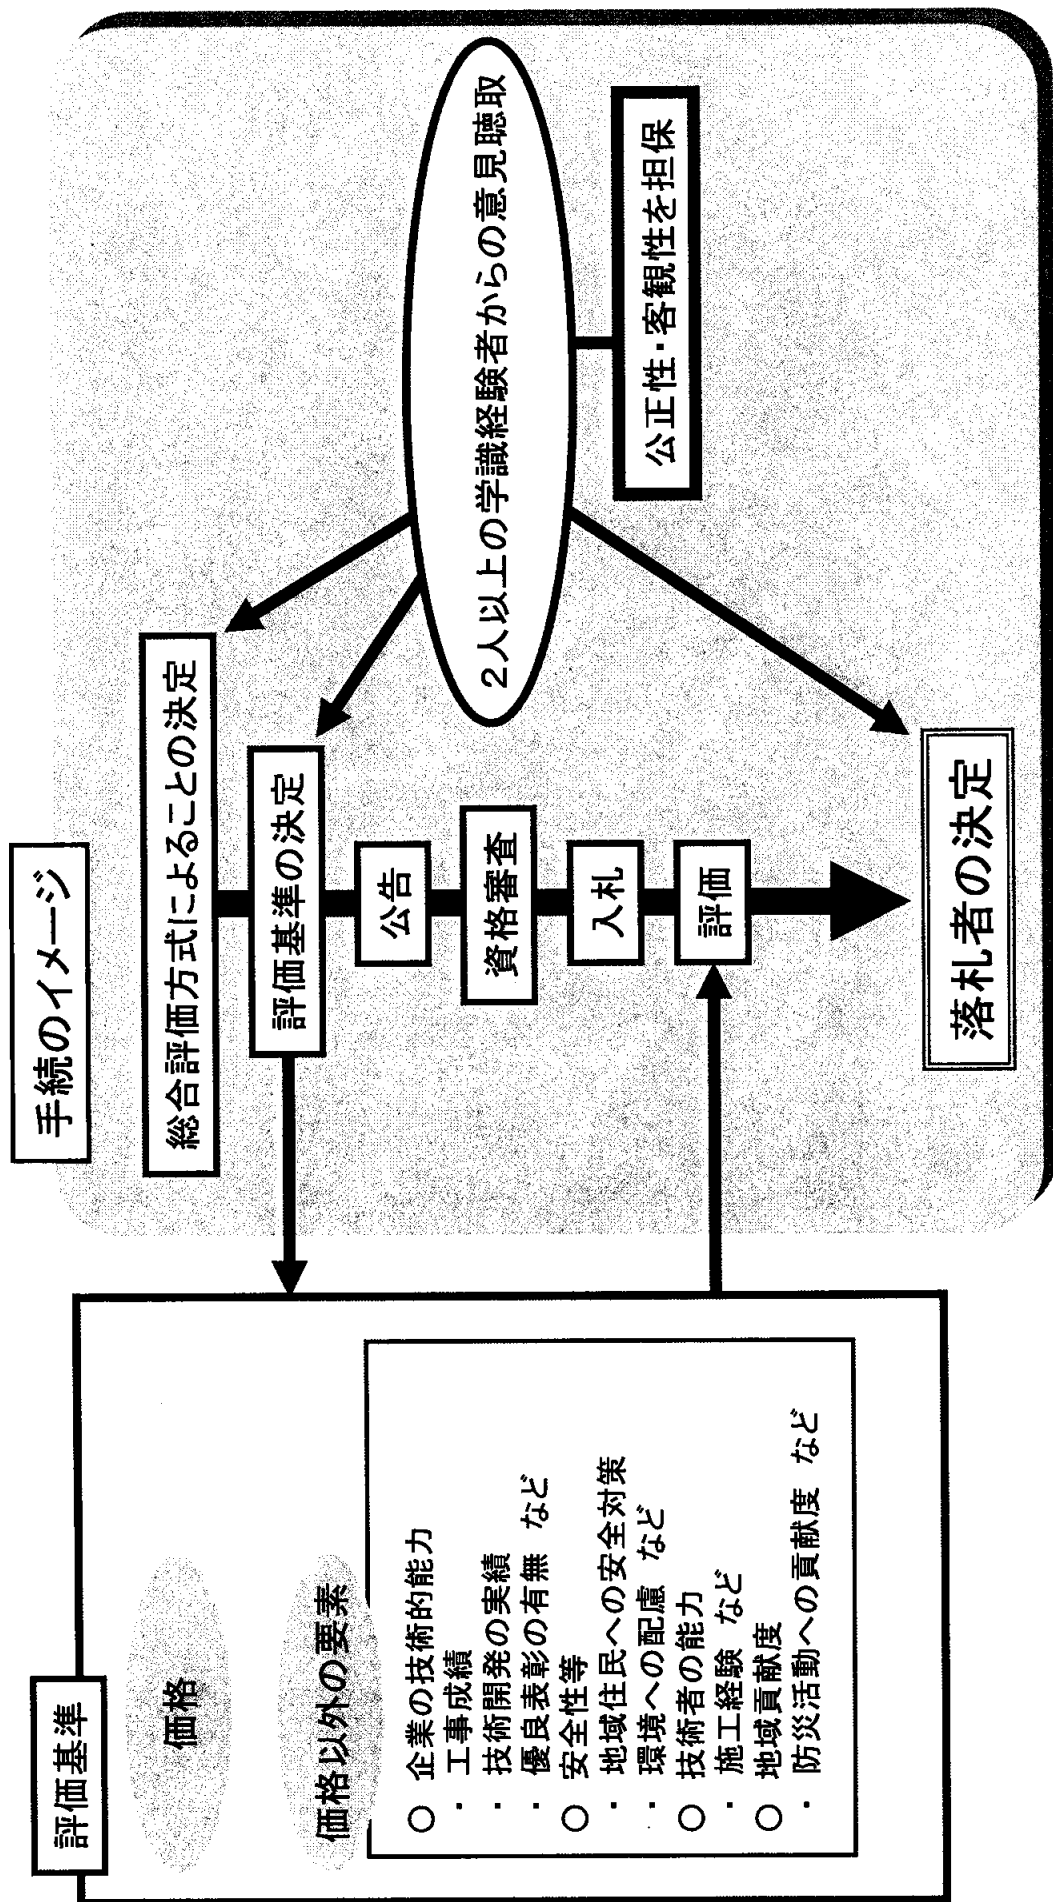 評価基準
価格
価格以外の要素
○ 企業の技術的能力
・ 工事成績
・ 技術開発の実績
・ 優良表彰の有無 など
○ 安全性等
・ 地域住民への安全対策
・ 環境への配慮 など
○ 技術者の能力
・ 施工経験 など
○ 地域貢献度
・ 防災活動への貢献度 など
手続のイメージ
総合評価方式によることの決定
評価基準の決定
公告
資格審査
入札
評価
落札者の決定
2人以上の学識経験者からの意見聴取
公正性・客観性を担保